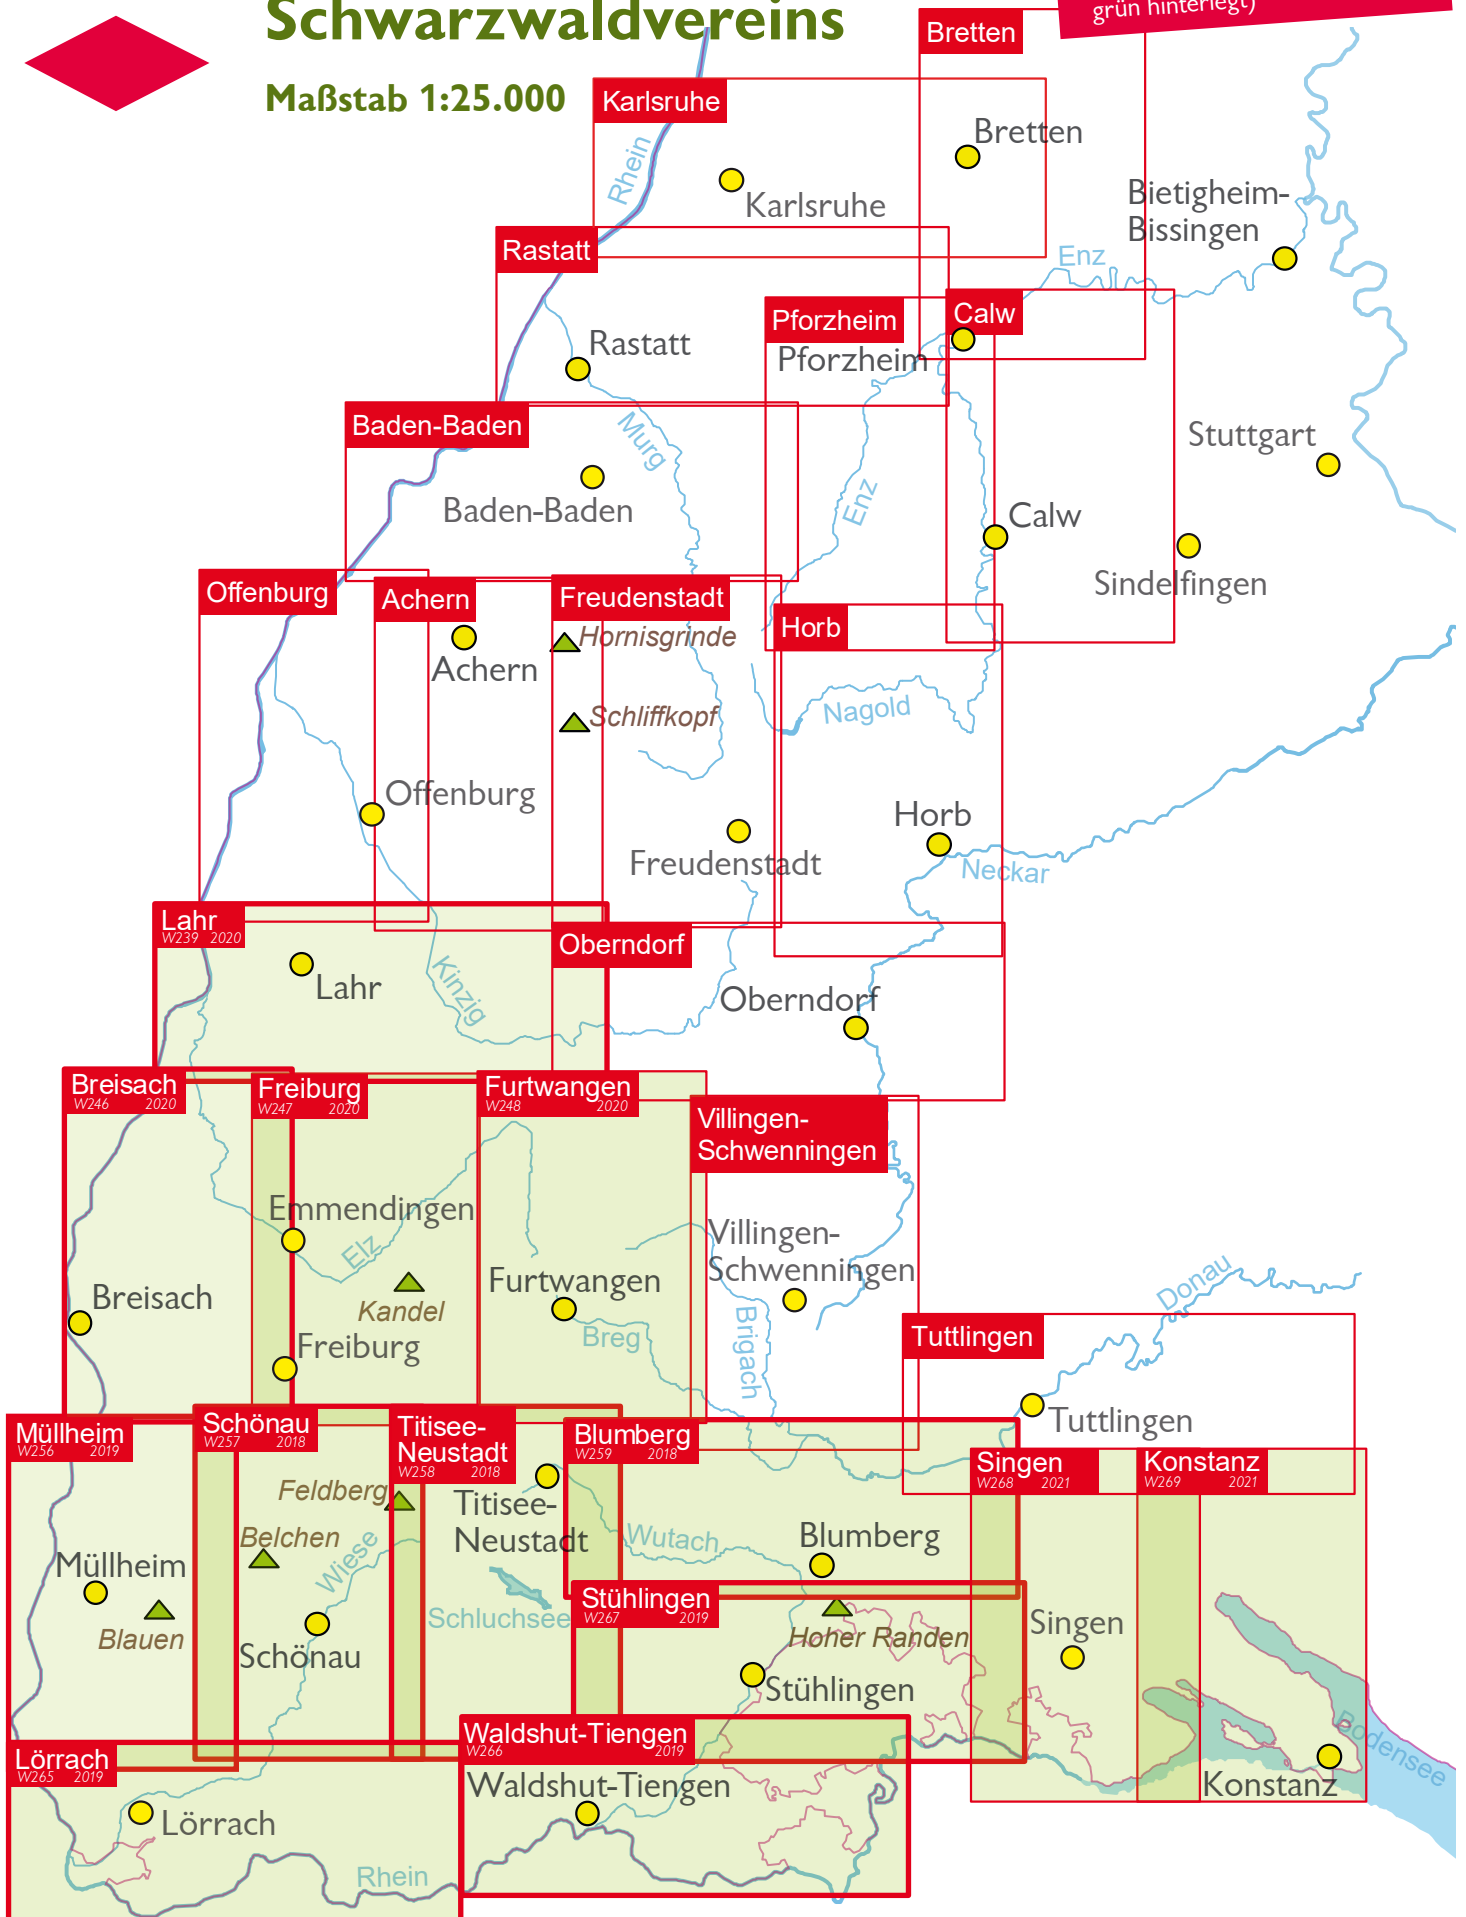 Schwarzwaldvereins
grün hinterlegt)
Maßstab 1:25.000
Bretten
Karlsruhe
Bretten
Rhein
Karlsruhe
Bietigheim-
Bissingen
Rastatt
Enz
Pforzheim
Calw
Rastatt
Pforzheim
Baden-Baden
Murg
Stuttgart
Enz
Baden-Baden
Calw
Sindelfingen
Offenburg
Achern
Freudenstadt
Horb
Hornisgrinde
Achern
Schliffkopf
Nagold
Offenburg
Horb
Freudenstadt
Neckar
Lahr
W239 2020
Oberndorf
Kinzig
Lahr
Oberndorf
Breisach
W246 2020
Freiburg
W247 2020
Furtwangen
W248 2020
Villingen-
Schwenningen
Emmendingen
Elz
Villingen-
Schwenningen
Furtwangen
Donau
Breisach
Kandel
Breg
Brigach
Freiburg
Tuttlingen
Tuttlingen
Müllheim
W256 2019
Schönau
W257 2018
Titisee-
Neustadt
W258 2018
Blumberg
W259 2018
Singen
W268 2021
Konstanz
W269 2021
Feldberg
Titisee-
Neustadt
Belchen
Wiese
Wutach
Blumberg
Müllheim
Stühlingen
W267 2019
Schluchsee
Blauen
Schönau
Hoher Randen
Singen
Stühlingen
Waldshut-Tiengen
W266 2019
Bodensee
Lörrach
W265 2019
Waldshut-Tiengen
Konstanz
Lörrach
Rhein